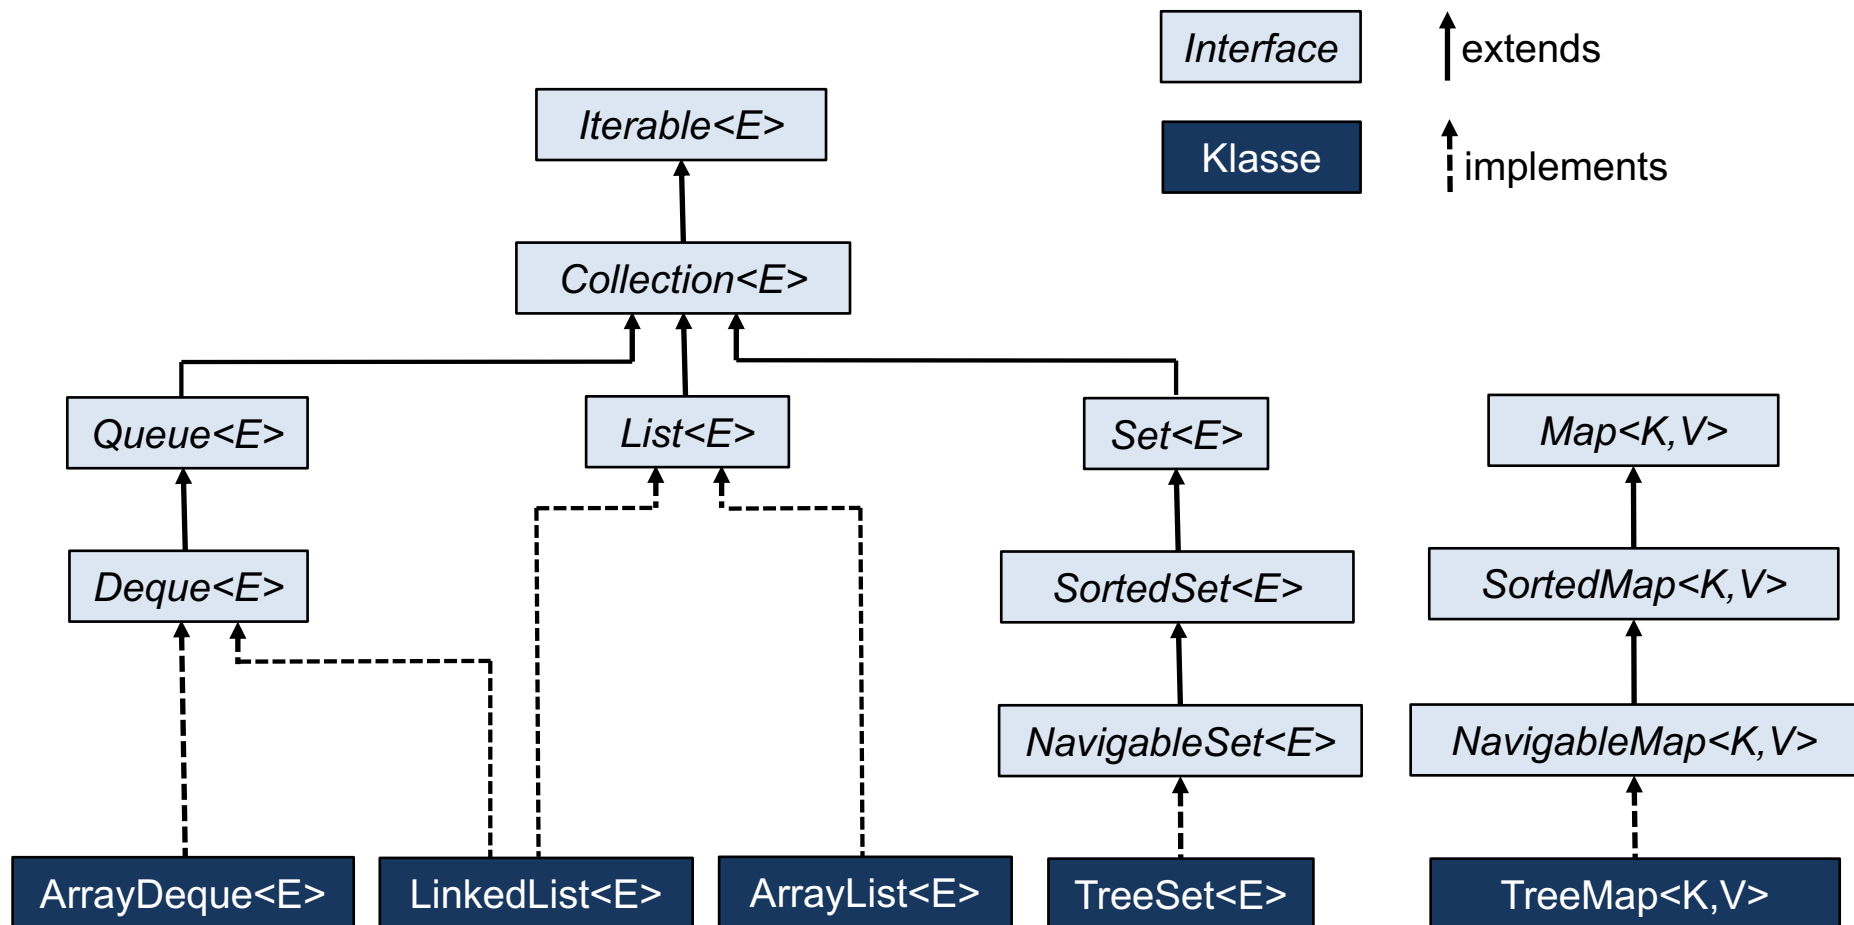 Interface
extends
Iterable<E>
Klasse
implements
Collection<E>
Queue<E>
List<E>
Set<E>
Map<K,V>
Deque<E>
SortedSet<E>
SortedMap<K,V>
NavigableSet<E>
NavigableMap<K,V>
ArrayDeque<E>
LinkedList<E>
ArrayList<E>
TreeSet<E>
TreeMap<K,V>